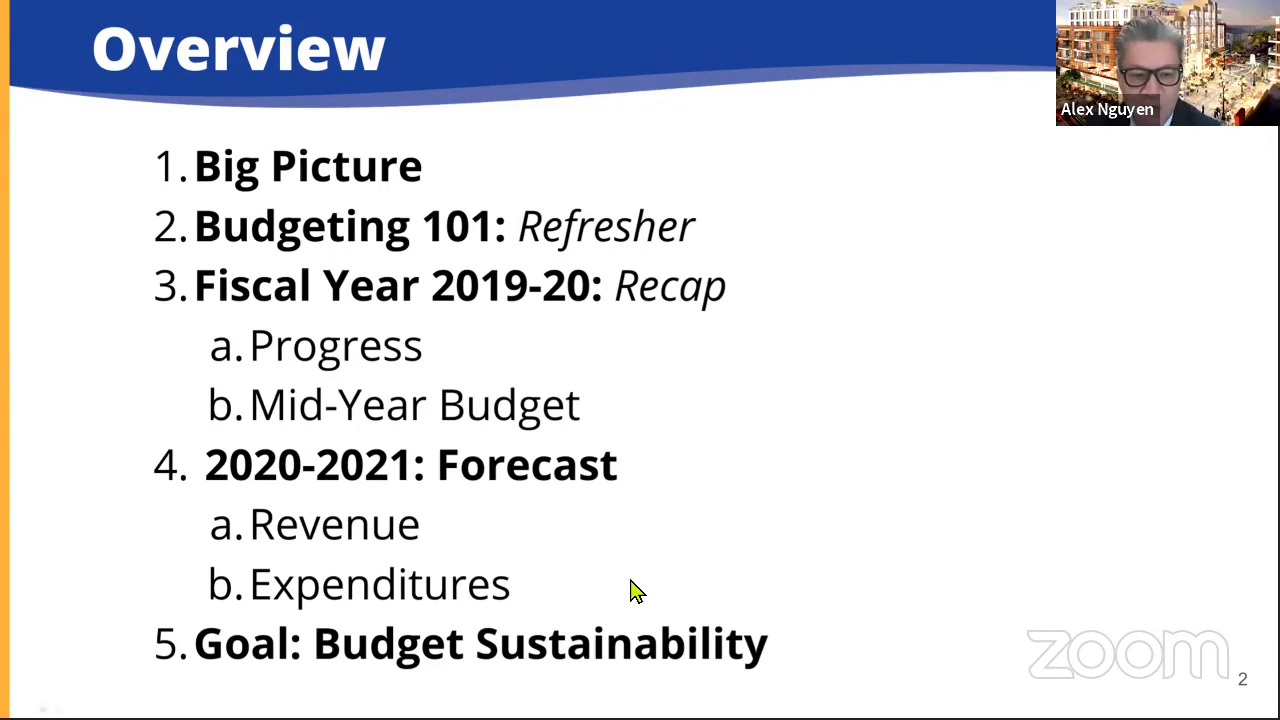 Overview
Alex Nguyen
1. Big Picture
2. Budgeting 101: Refresher
3. Fiscal Year 2019-20: Recap
a. Progress
b. Mid-Year Budget
4. 2020-2021: Forecast
a. Revenue
b. Expenditures
5. Goal: Budget Sustainability
zoom
2